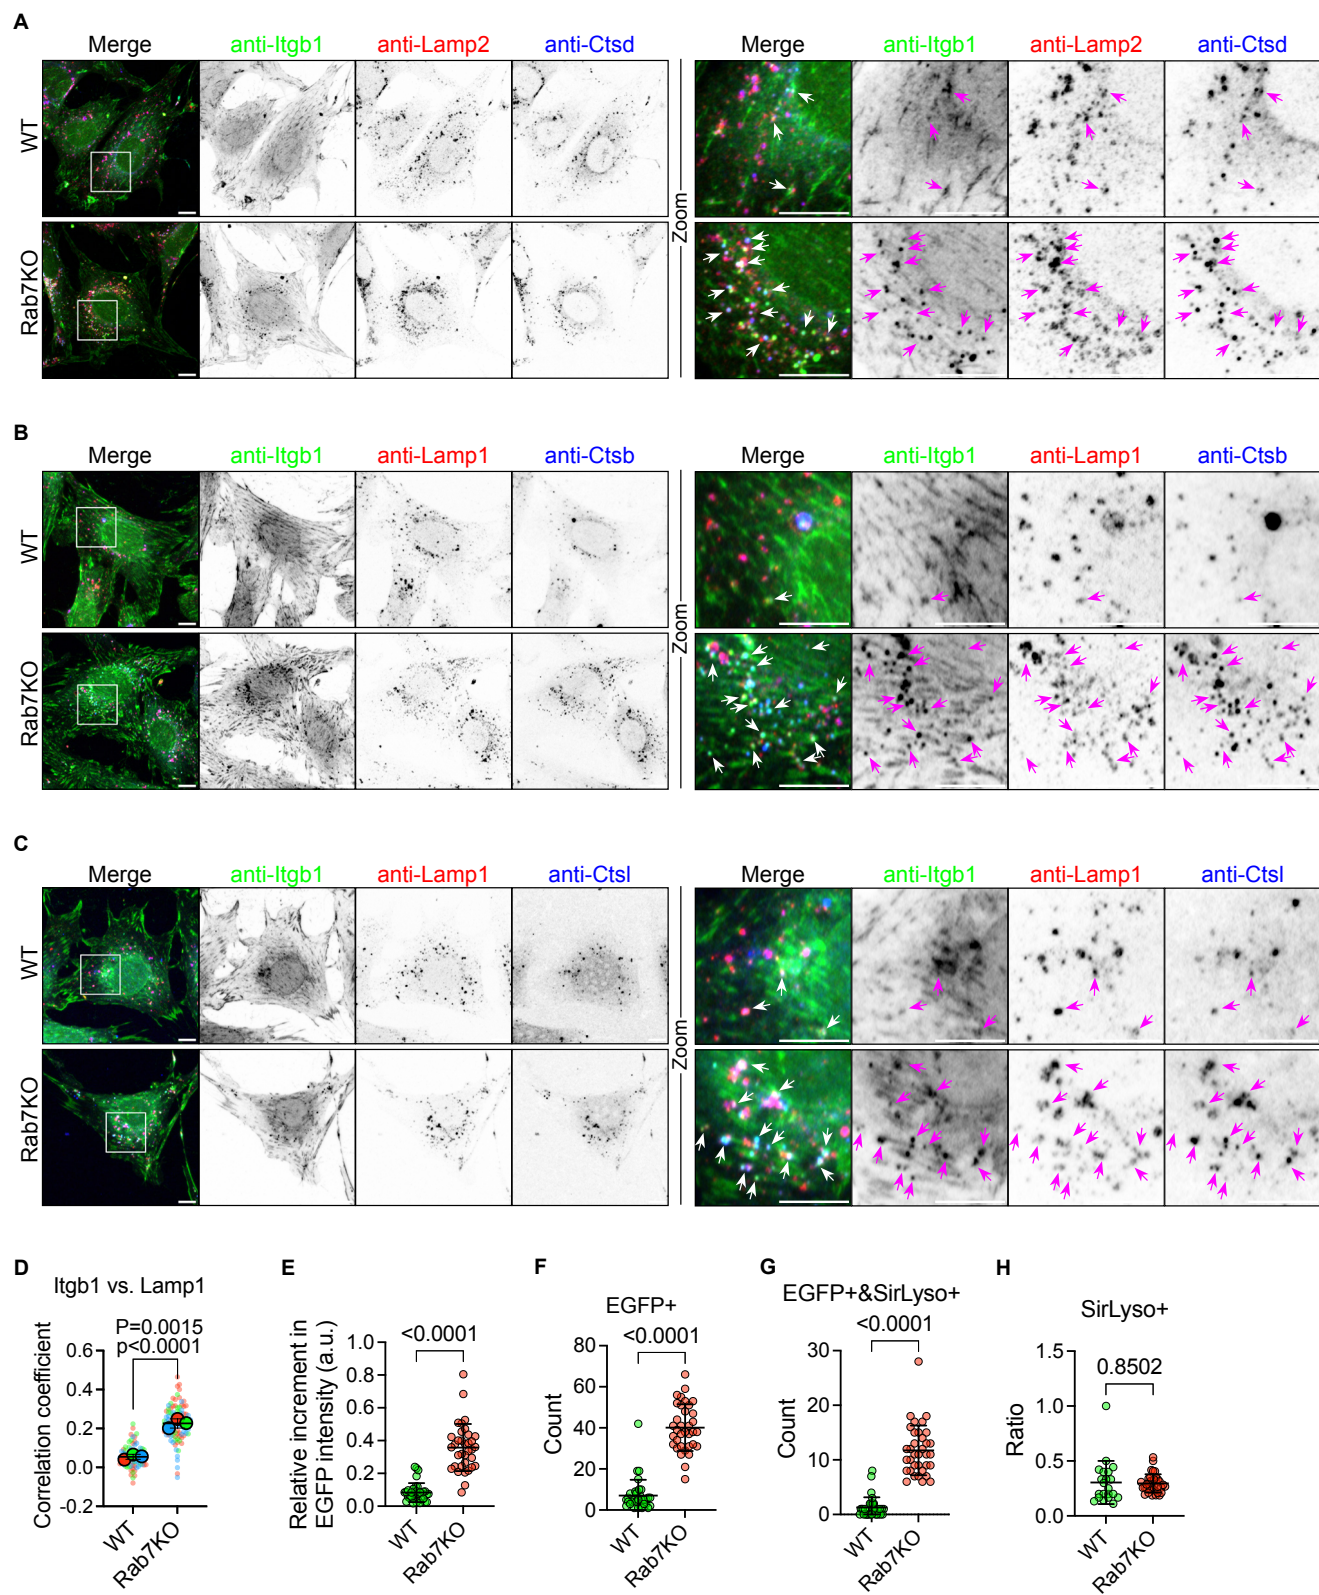 A
Merge anti-Itgb1 anti-Lamp2 anti-Ctsd anti-Itgb1 anti-Lamp2 anti-Ctsd
WT
Rab7KO
Zoom
B
Merge anti-Itgb1 anti-Lamp1 anti-Ctsb Merge anti-Itgb1 anti-Lamp1 anti-Ctsb
WT
Rab7KO
Zoom
C
Merge anti-Itgb1 anti-Lamp1 anti-Ctsl Merge anti-Itgb1 anti-Lamp1 anti-Ctsl
WT
Rab7KO
Zoom
D
Itgb1 vs. Lamp1
P=0.0015
p<0.0001
Correlation coefficient
0.6
0.4
0.2
0.0
-0.2
WT
Rab7KO
E
<0.0001
Relative increment in
EGFP intensity (a.u.)
1.0
0.8
0.6
0.4
0.2
0.0
WT
Rab7KO
F
EGFP+
<0.0001
Count
80
60
40
20
0
WT
Rab7KO
G
EGFP+&SirLyso+
<0.0001
Count
30
20
10
0
WT
Rab7KO
H
SirLyso+
0.8502
Ratio
1.5
1.0
0.5
0.0
WT
Rab7KO